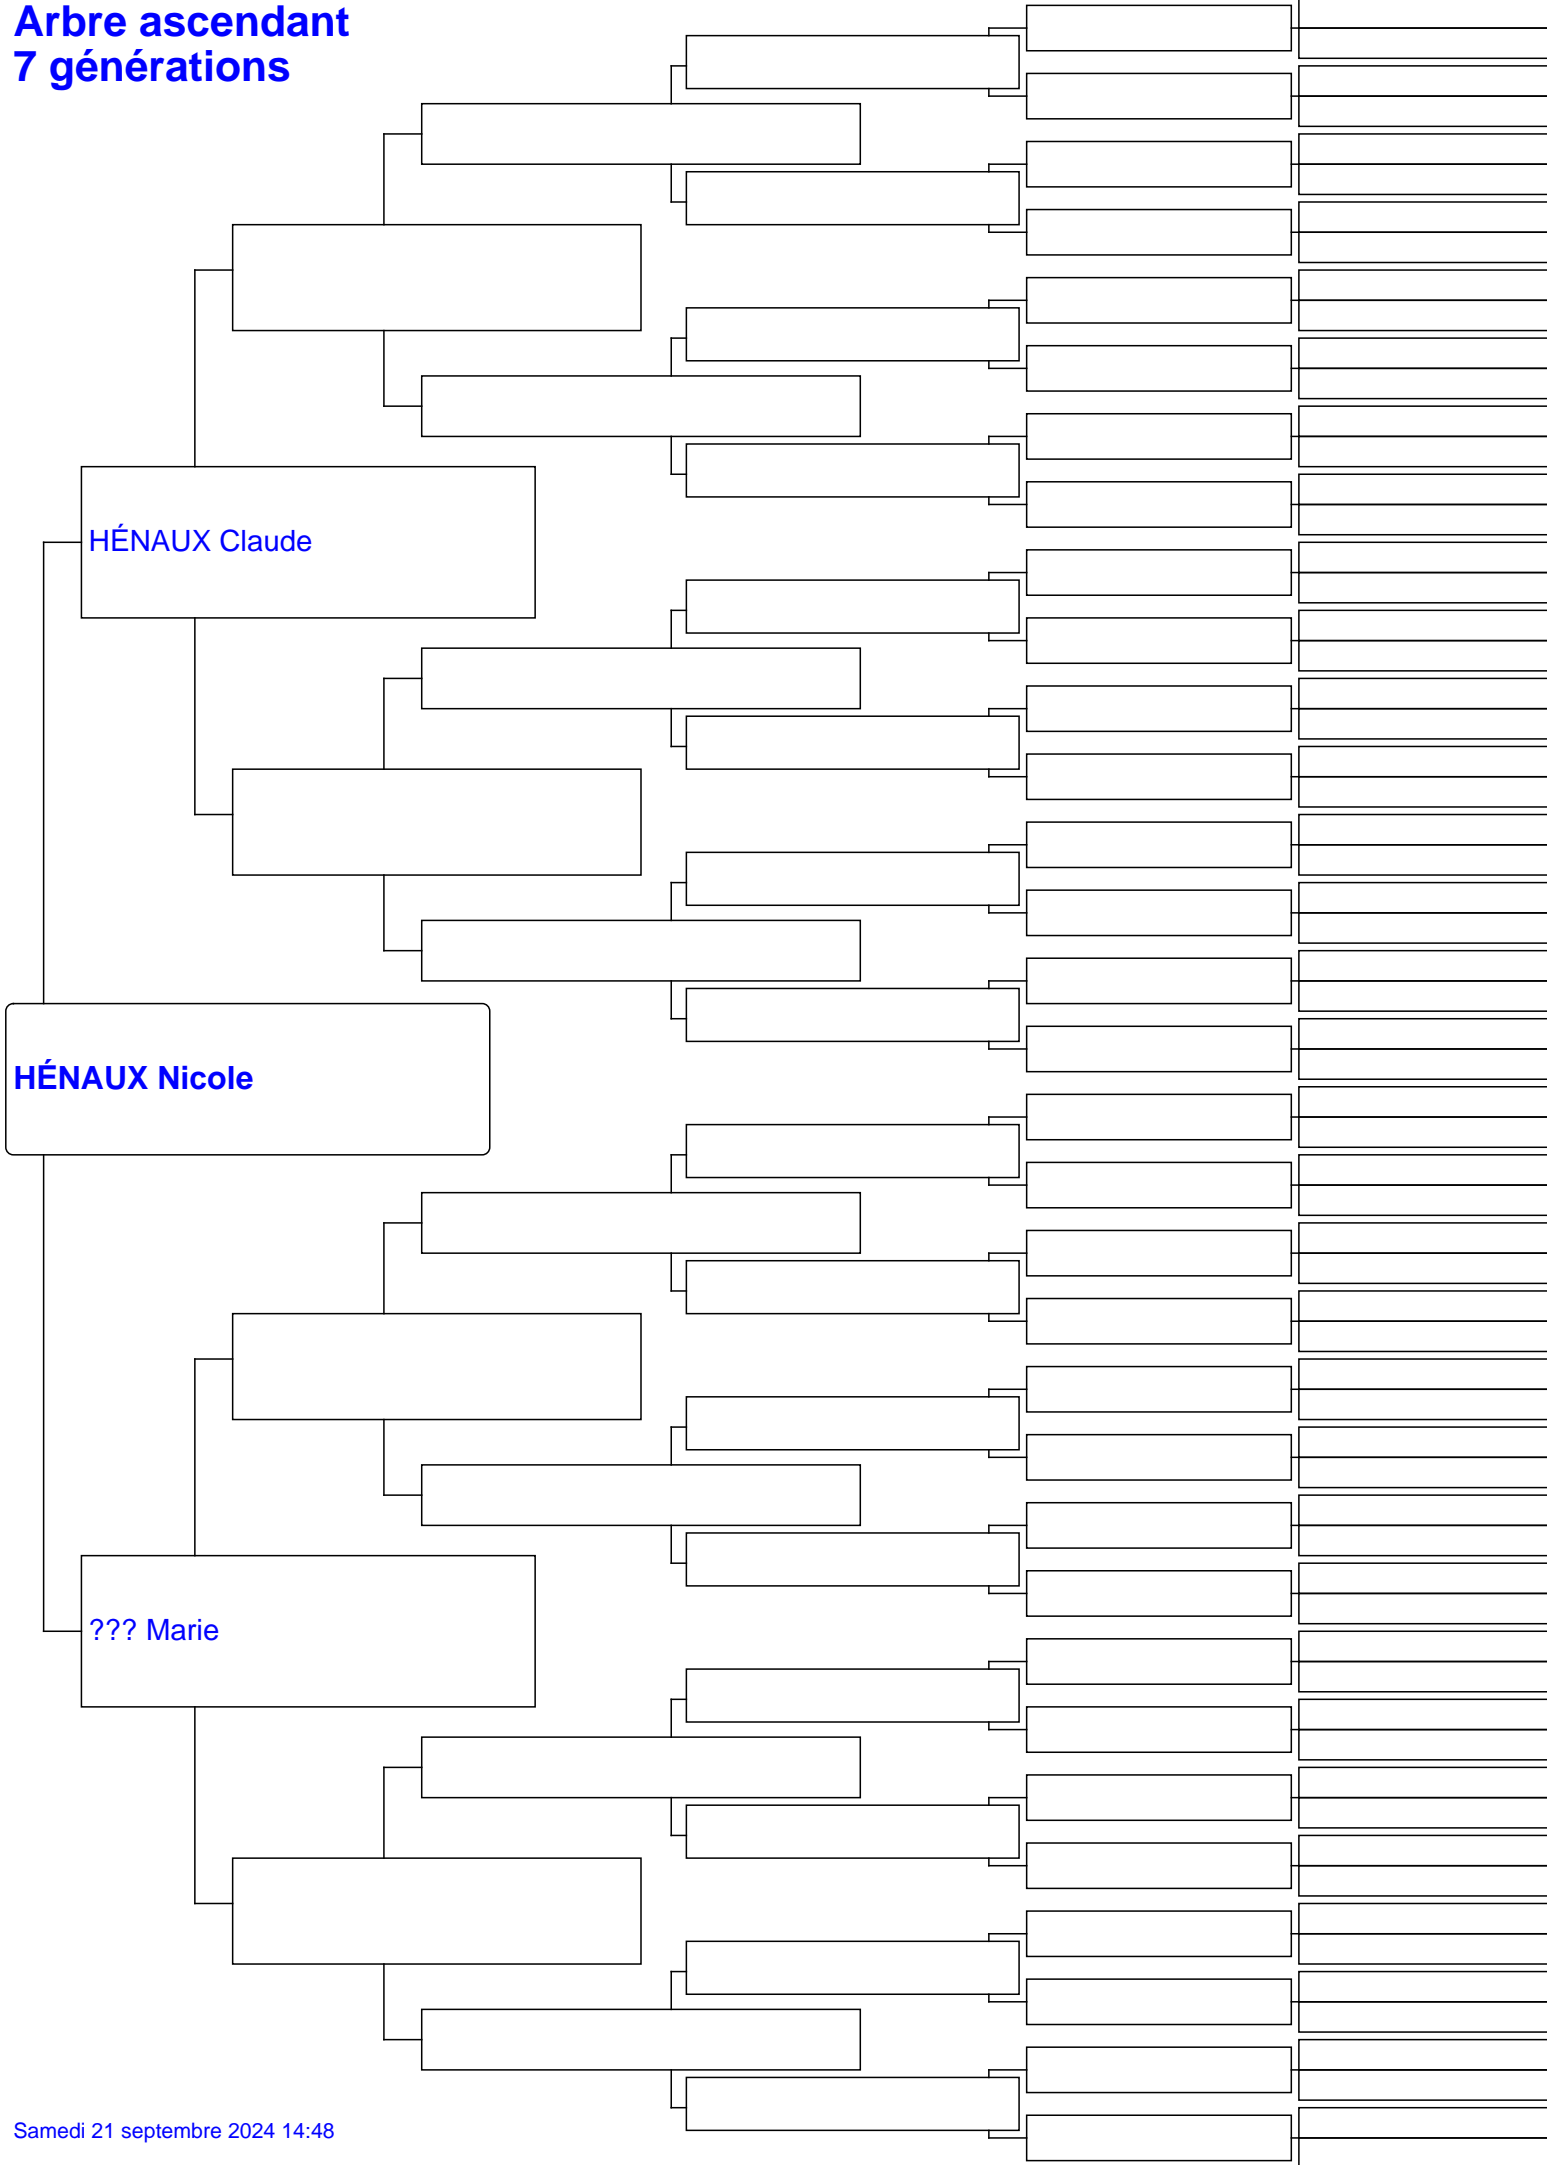 Arbre ascendant
7 générations
HÉNAUX Claude
HÉNAUX Nicole
??? Marie
Samedi 21 septembre 2024 14:48